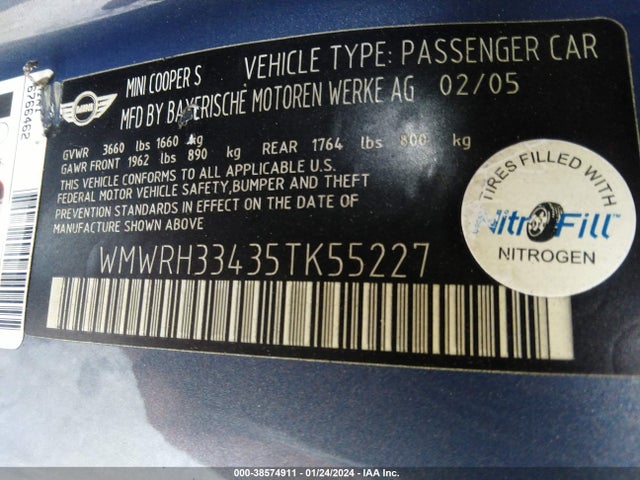 MINI COOPER S VEHICLE TYPE: PASSENGER CAR
MFD BY BAYERISCHE MOTOREN WERKE AG 02/05
MINI
GVWR 3660 lbs 1660 kg
GAWR FRONT 1962 lbs 890 kg REAR 1764 lbs 800 kg
THIS VEHICLE CONFORMS TO ALL APPLICABLE U.S.
FEDERAL MOTOR VEHICLE SAFETY,BUMPER AND THEFT
PREVENTION STANDARDS IN EFFECT ON THE DATE OF
MANUFACTURE SHOWN ABOVE
WMWRH33435TK55227
TIRES FILLED WITH
NitroFill™
NITROGEN
6766462
000-38574911 - 01/24/2024 - IAA Inc.